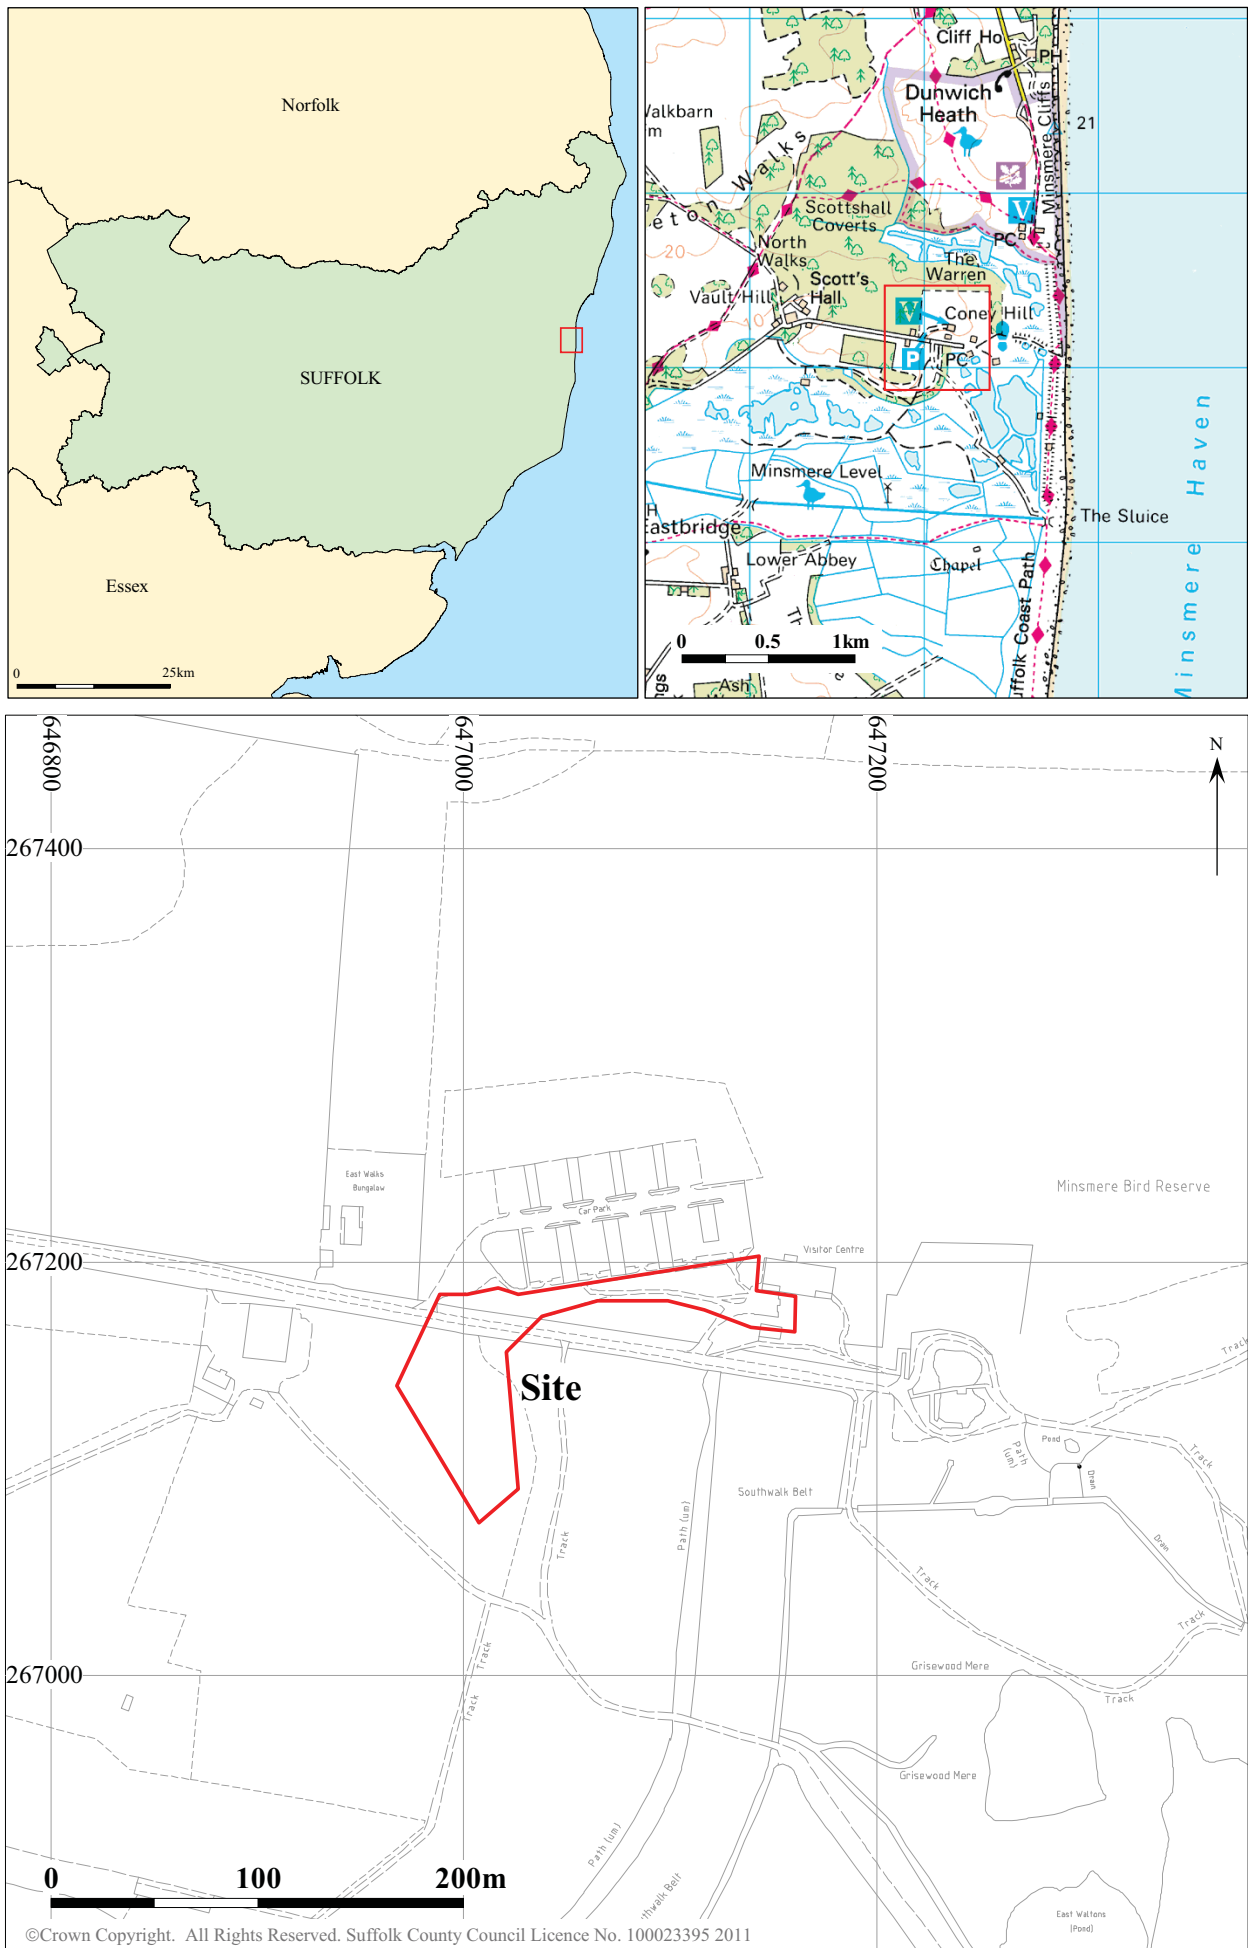 Norfolk
SUFFOLK
Essex
0
25km
Cliff Ho
PH
Dunwich
Heath
Minsmere Cliffs
21
Walks
Scottshall
Coverts
PC
V
20
North
Walks
The
Warren
Scott's
Hall
Vault Hill
10
V
Coney Hill
P
PC
Minsmere Level
Minsmere Haven
The Sluice
Eastbridge
Lower Abbey
Chapel
Suffolk Coast Path
0
0.5
1km
Ash
646800
647000
647200
N
267400
East Walks
Bungalow
Car Park
Minsmere Bird Reserve
267200
Visitor Centre
Track
Site
Path (um)
Pond
Track
Drain
Southwalk Belt
Path (um)
Track
Drain
Track
Track
Track
Track
267000
Grisewood Mere
Track
Grisewood Mere
Path (um)
0
100
200m
East Waltons
(Pond)
©Crown Copyright. All Rights Reserved. Suffolk County Council Licence No. 100023395 2011